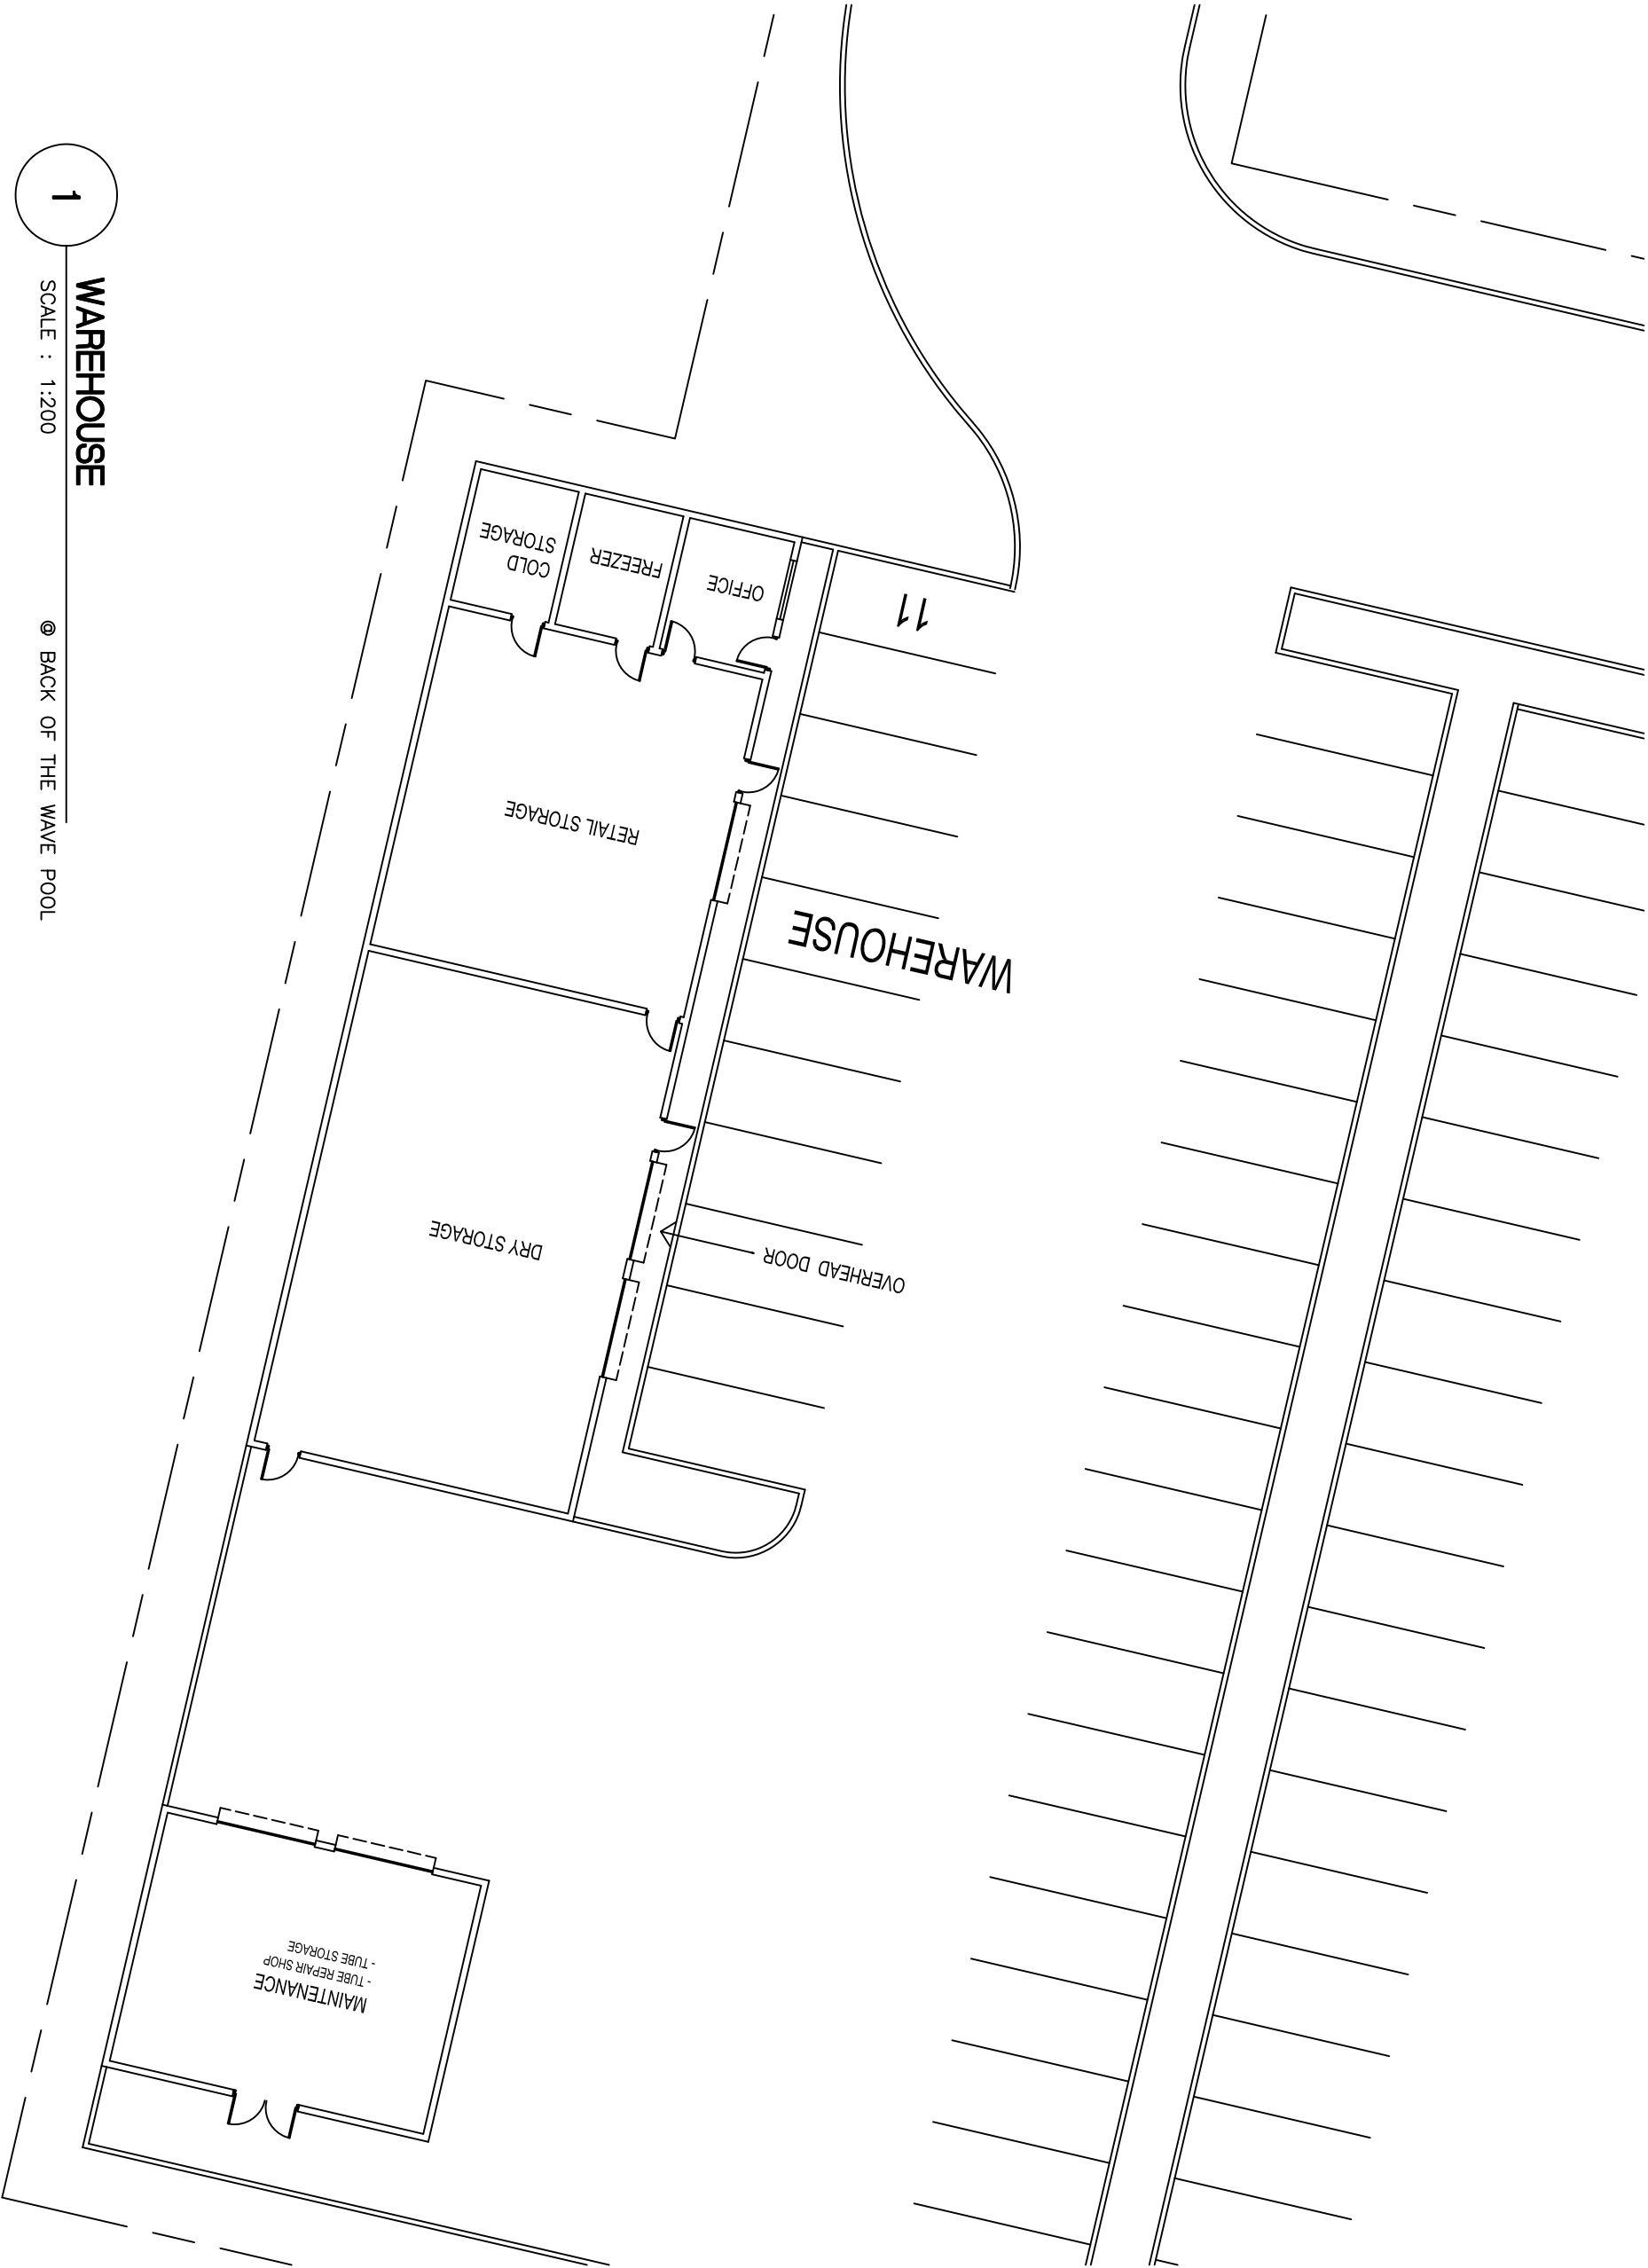 1
WAREHOUSE
SCALE : 1:200
@ BACK OF THE WAVE POOL
COLD
STORAGE
FREEZER
OFFICE
11
RETAIL STORAGE
WAREHOUSE
DRY STORAGE
OVERHEAD DOOR
MAINTENANCE
- TUBE REPAIR SHOP
- TUBE STORAGE